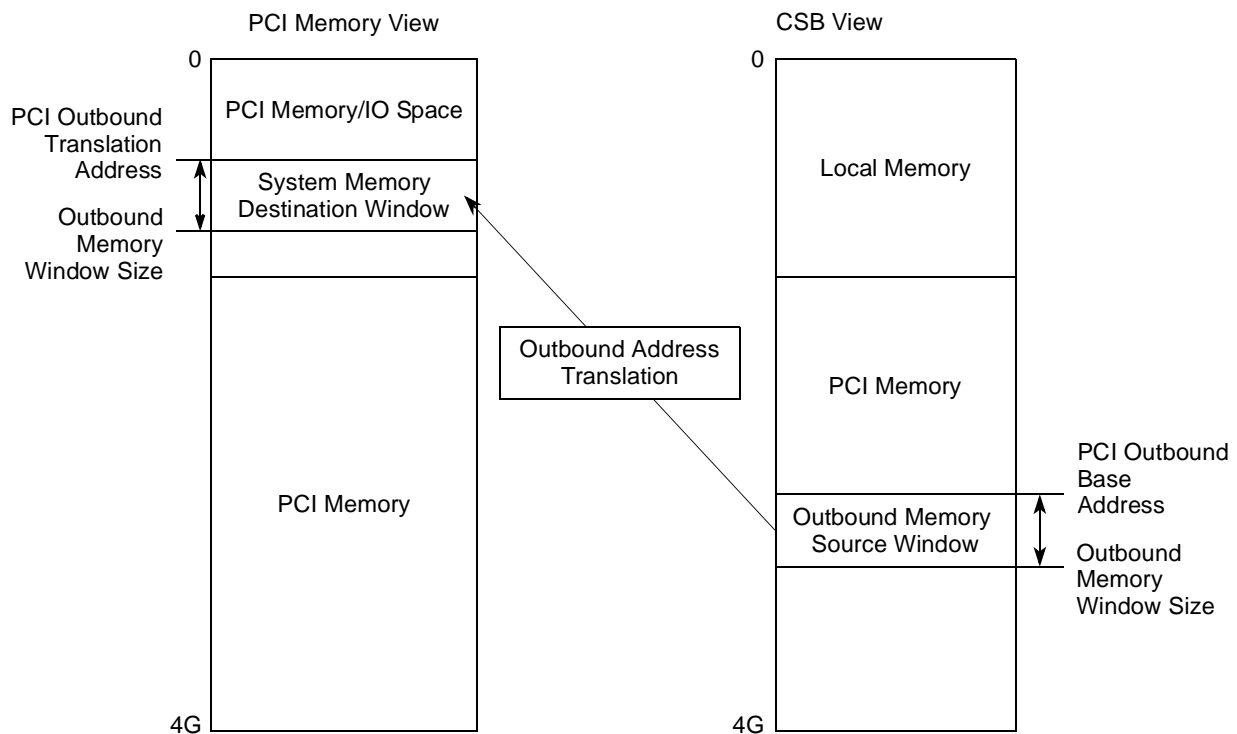 PCI Memory View
CSB View
0
PCI Memory/IO Space
PCI Outbound
Translation
Address
System Memory
Destination Window
Outbound
Memory
Window Size
PCI Memory
4G
Outbound Address
Translation
0
Local Memory
PCI Memory
PCI Outbound
Base
Address
Outbound Memory
Source Window
Outbound
Memory
Window Size
4G